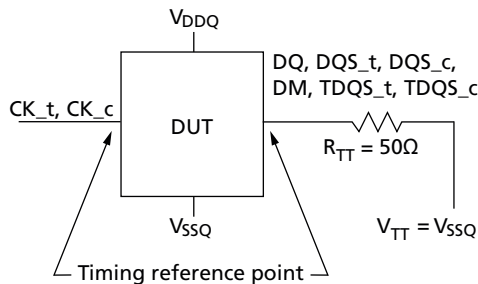 V_DDQ
DQ, DQS_t, DQS_c,
DM, TDQS_t, TDQS_c
CK_t, CK_c
DUT
R_TT = 50Ω
V_SSQ
V_TT = V_SSQ
Timing reference point